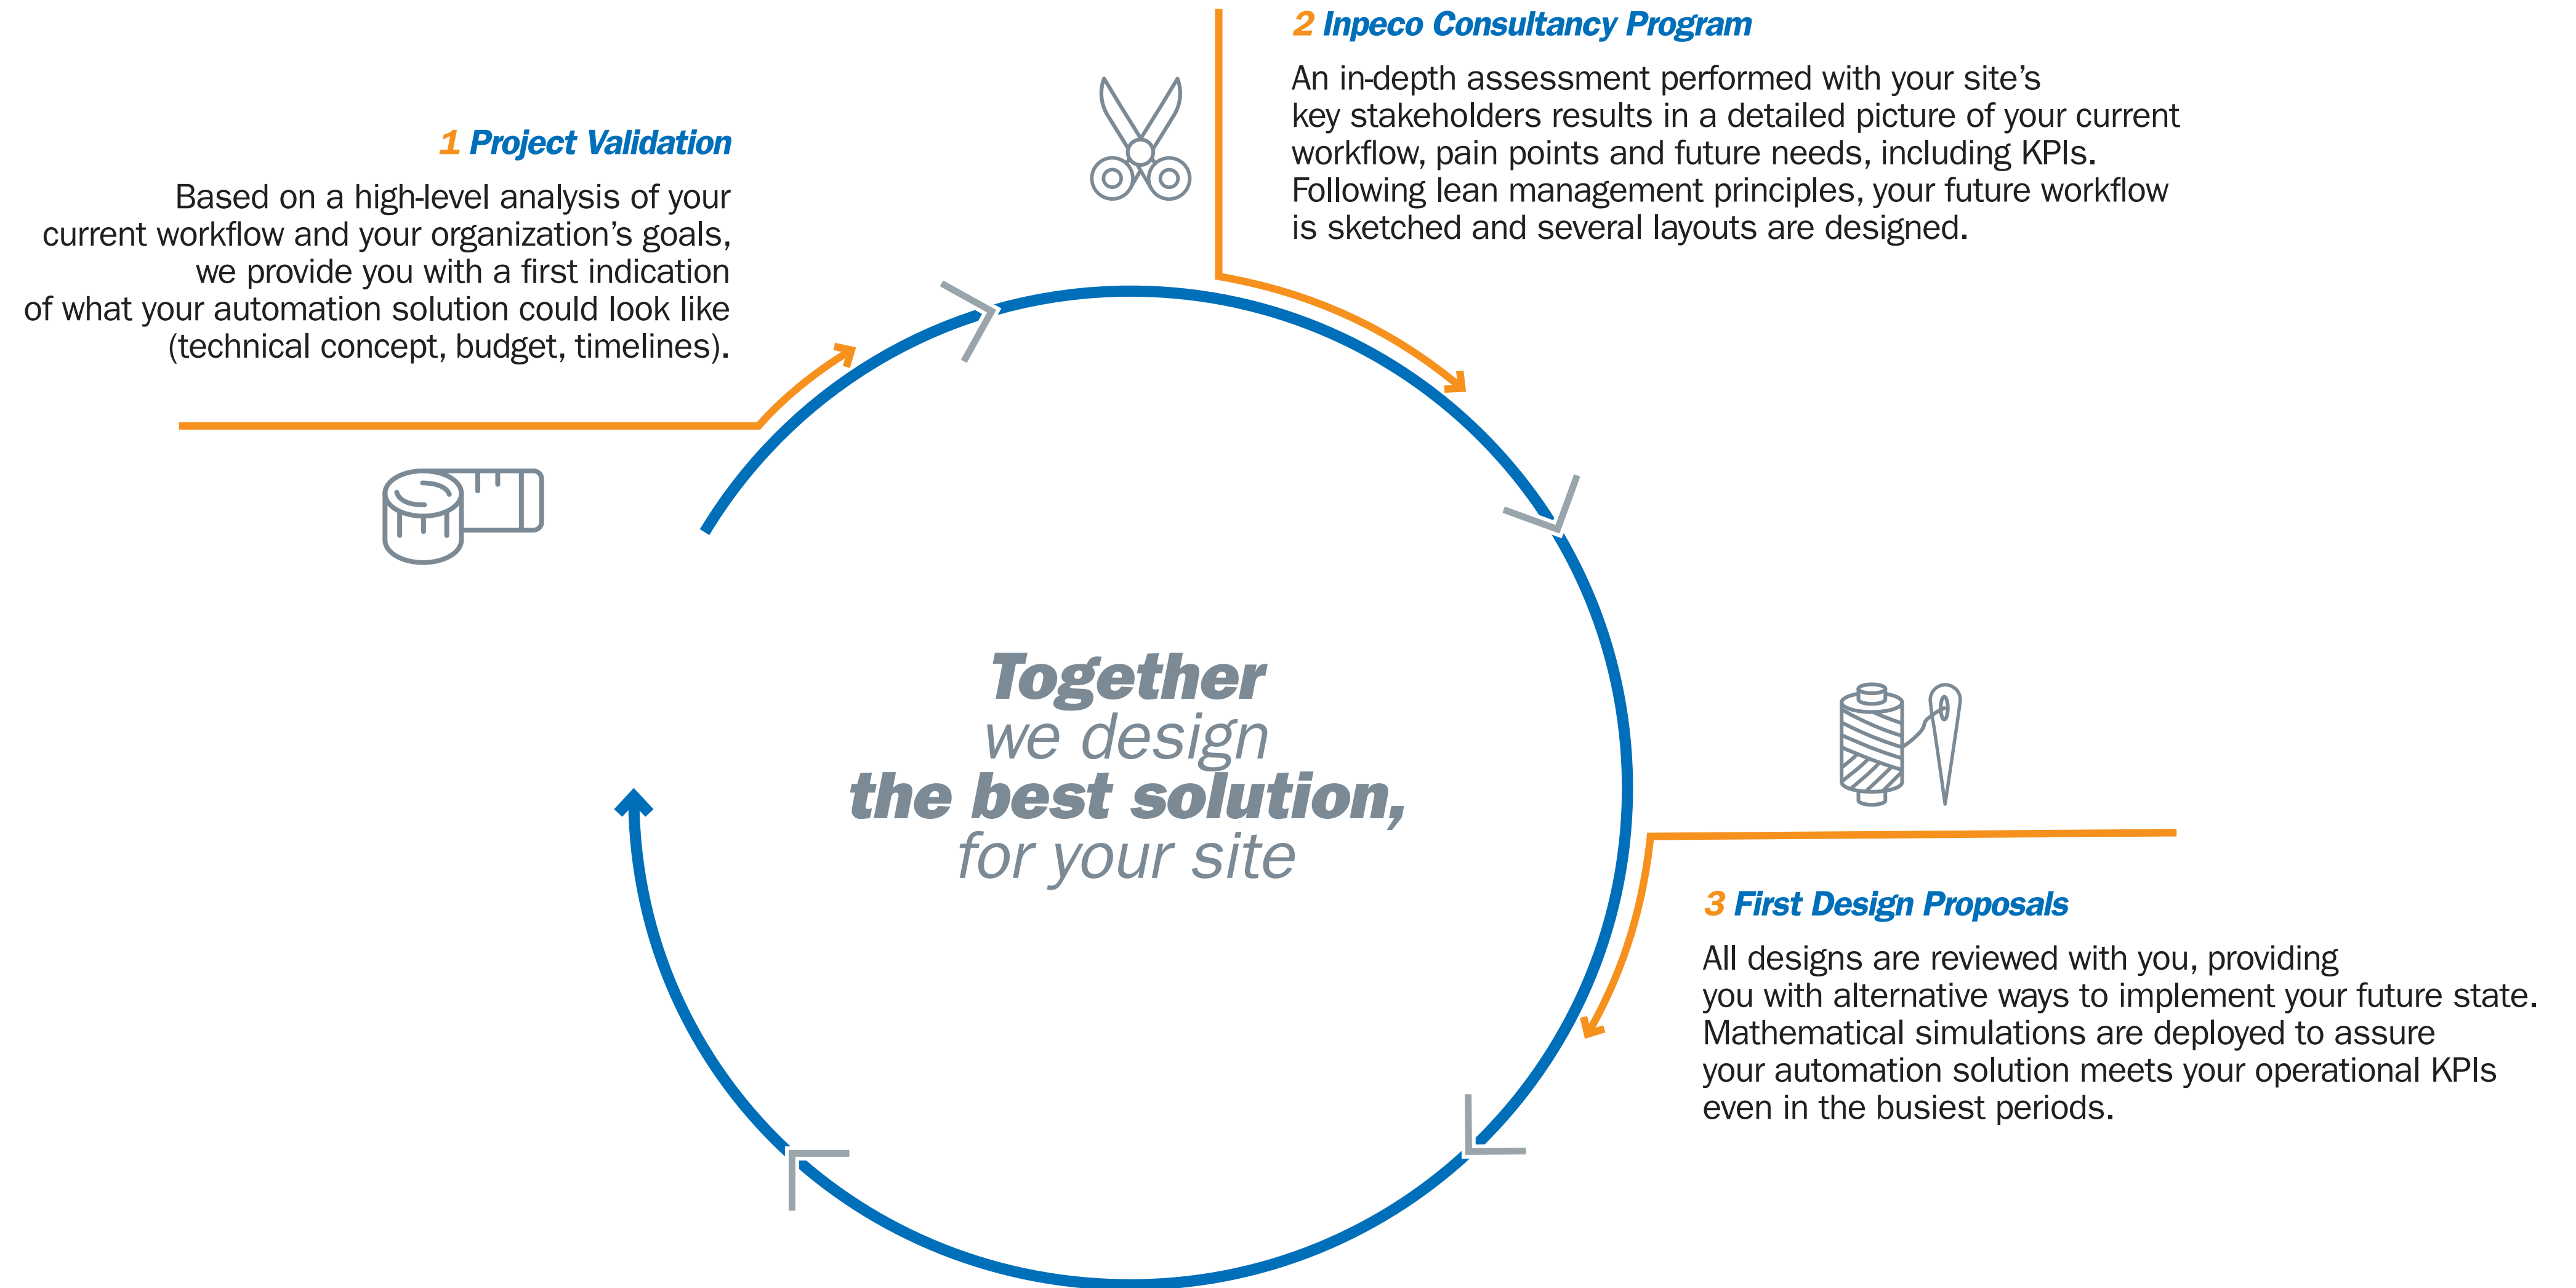 1 Project Validation
Based on a high-level analysis of your
current workflow and your organization’s goals,
we provide you with a first indication
of what your automation solution could look like
(technical concept, budget, timelines).
2 Inpeco Consultancy Program
An in-depth assessment performed with your site’s
key stakeholders results in a detailed picture of your current
workflow, pain points and future needs, including KPIs.
Following lean management principles, your future workflow
is sketched and several layouts are designed.
Together
we design
the best solution,
for your site
3 First Design Proposals
All designs are reviewed with you, providing
you with alternative ways to implement your future state.
Mathematical simulations are deployed to assure
your automation solution meets your operational KPIs
even in the busiest periods.